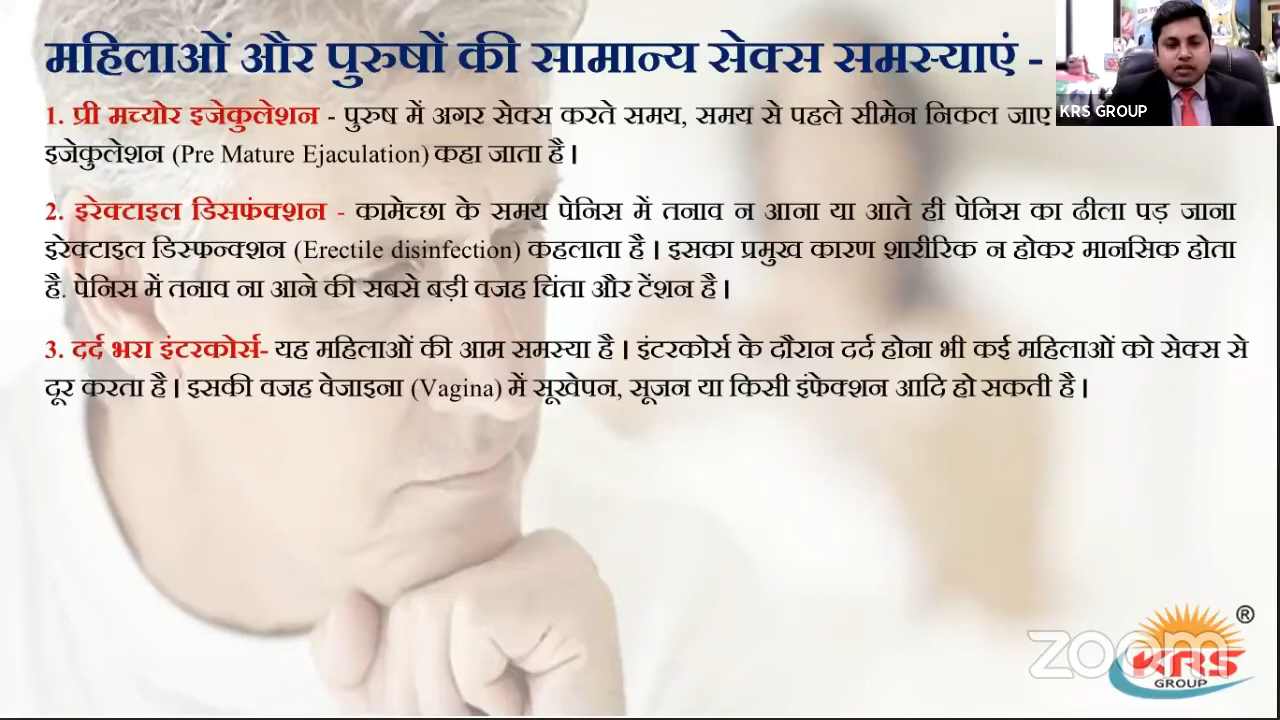 महिलाओं और पुरुषों की सामान्य सेक्स समस्याएं -
KRS GROUP
1. प्री मच्योर इजेकुलेशन - पुरुष में अगर सेक्स करते समय, समय से पहले सीमेन निकल जाए
इजेकुलेशन (Pre Mature Ejaculation) कहा जाता है।
2. इरेक्टाइल डिसफंक्शन - कामेच्छा के समय पेनिस में तनाव न आना या आते ही पेनिस का ढीला पड़ जाना
इरेक्टाइल डिस्फन्क्शन (Erectile disinfection) कहलाता है। इसका प्रमुख कारण शारीरिक न होकर मानसिक होता
है. पेनिस में तनाव ना आने की सबसे बड़ी वजह चिंता और टेंशन है।
3. दर्द भरा इंटरकोर्स- यह महिलाओं की आम समस्या है। इंटरकोर्स के दौरान दर्द होना भी कई महिलाओं को सेक्स से
दूर करता है। इसकी वजह वेजाइना (Vagina) में सूखेपन, सूजन या किसी इंफेक्शन आदि हो सकती है।
®
zoom
KRS
GROUP